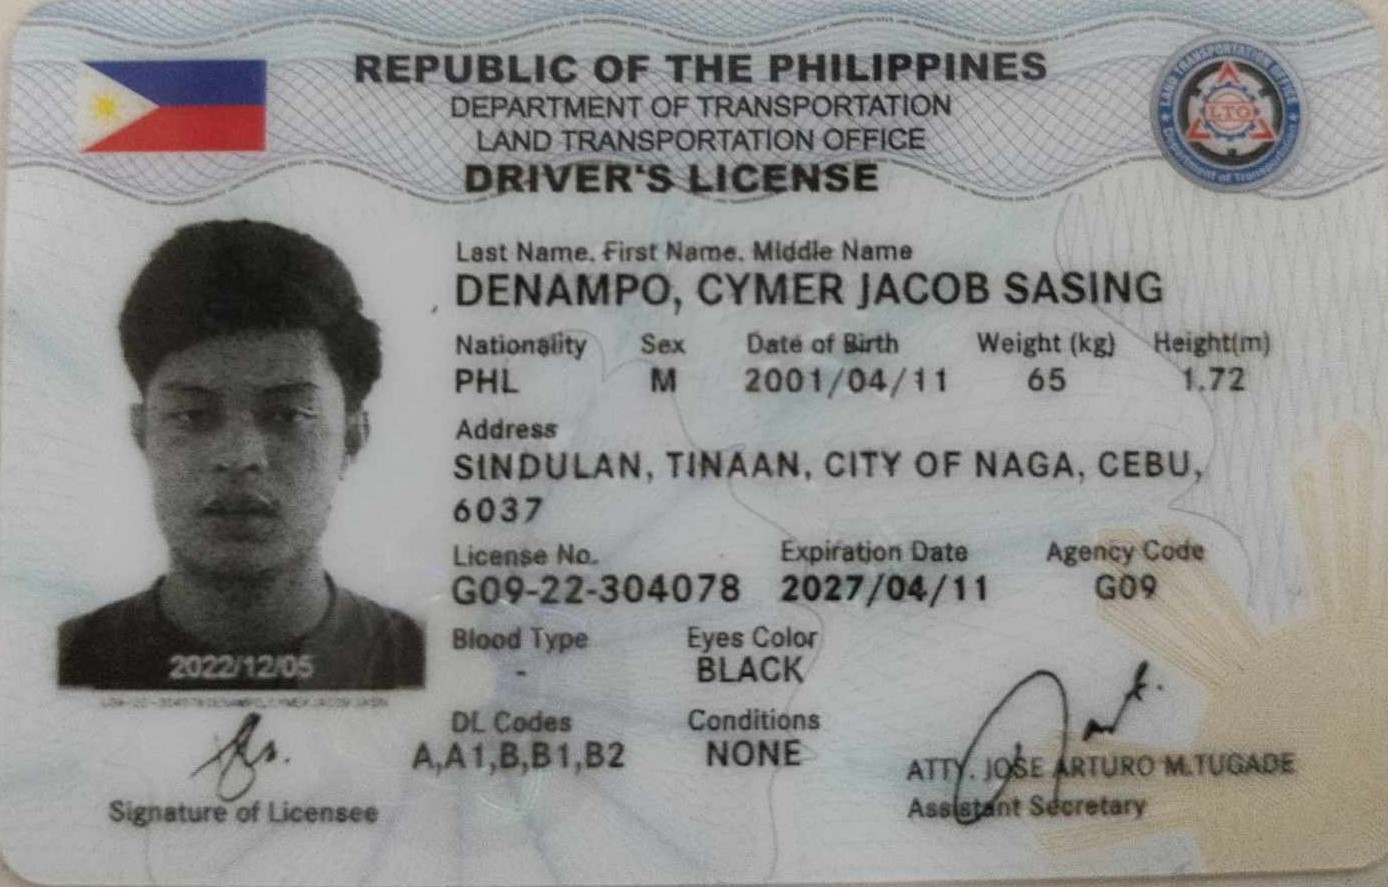 REPUBLIC OF THE PHILIPPINES
DEPARTMENT OF TRANSPORTATION
LAND TRANSPORTATION OFFICE
DRIVER'S LICENSE
LAND TRANSPORTATION OFFICE
LTO
Department of Transportation
Last Name, First Name, Middle Name
DENAMPO, CYMER JACOB SASING
Nationality Sex Date of Birth Weight (kg) Height(m)
PHL M 2001/04/11 65 1.72
Address
SINDULAN, TINAAN, CITY OF NAGA, CEBU,
6037
License No. Expiration Date Agency Code
G09-22-304078 2027/04/11 G09
Blood Type Eyes Color
- BLACK
2022/12/05
DL Codes Conditions
A,A1,B,B1,B2 NONE
ATTY. JOSE ARTURO M.TUGADE
Assistant Secretary
Signature of Licensee